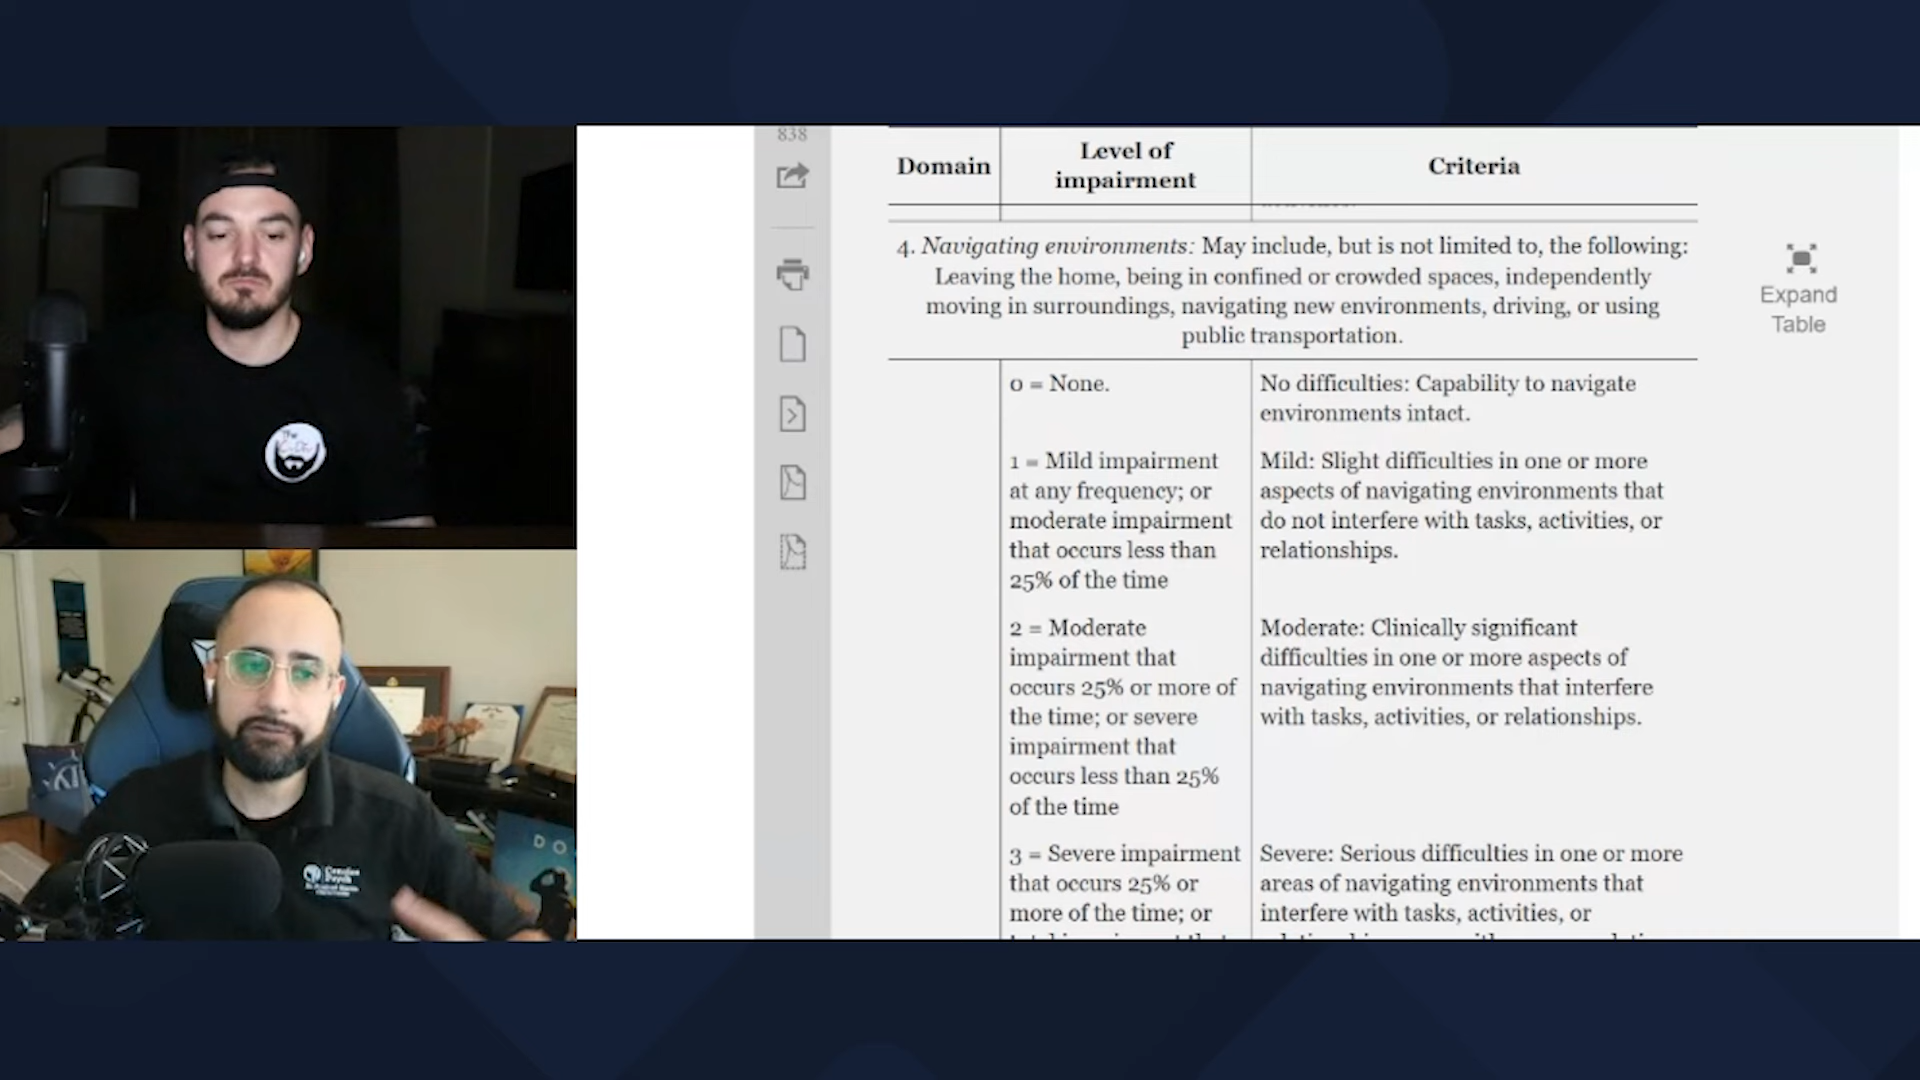 838
Domain
Level of
impairment
Criteria
4. Navigating environments: May include, but is not limited to, the following:
Leaving the home, being in confined or crowded spaces, independently
moving in surroundings, navigating new environments, driving, or using
public transportation.
0 = None.
No difficulties: Capability to navigate
environments intact.
1 = Mild impairment
at any frequency; or
moderate impairment
that occurs less than
25% of the time
Mild: Slight difficulties in one or more
aspects of navigating environments that
do not interfere with tasks, activities, or
relationships.
2 = Moderate
impairment that
occurs 25% or more of
the time; or severe
impairment that
occurs less than 25%
of the time
Moderate: Clinically significant
difficulties in one or more aspects of
navigating environments that interfere
with tasks, activities, or relationships.
3 = Severe impairment
that occurs 25% or
more of the time; or
Severe: Serious difficulties in one or more
areas of navigating environments that
interfere with tasks, activities, or
Expand
Table
The
DO